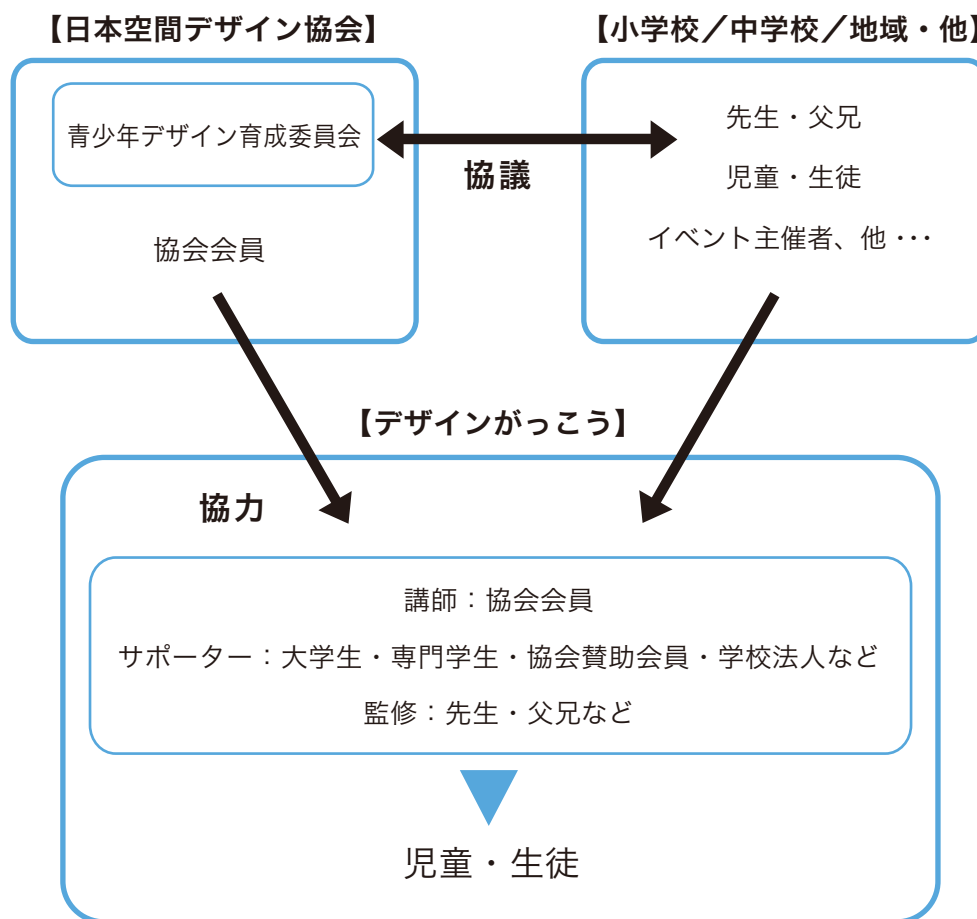 【日本空間デザイン協会】
【小学校／中学校／地域・他】
青少年デザイン育成委員会
協会会員
協議
先生・父兄
児童・生徒
イベント主催者、他 ･･･
【デザインがっこう】
協力
講師：協会会員
サポーター：大学生・専門学生・協会賛助会員・学校法人など
監修：先生・父兄など
児童・生徒